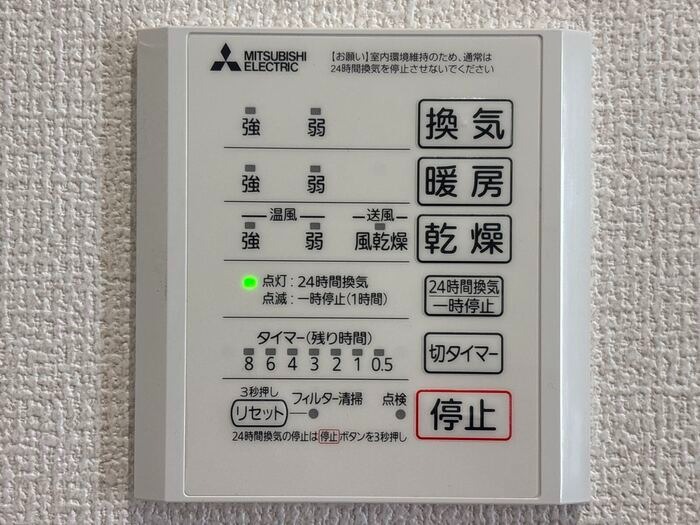 MITSUBISHI
ELECTRIC
【お願い】室内環境維持のため、通常は
24時間換気を停止させないでください
強 弱 換気
強 弱 暖房
温風 送風
強 弱 風乾燥 乾燥
点灯：24時間換気
点滅：一時停止(1時間)
24時間換気
一時停止
タイマー(残り時間)
8 6 4 3 2 1 0.5
切タイマー
3秒押し
リセット フィルター清掃 点検
停止
24時間換気の停止は停止ボタンを3秒押し